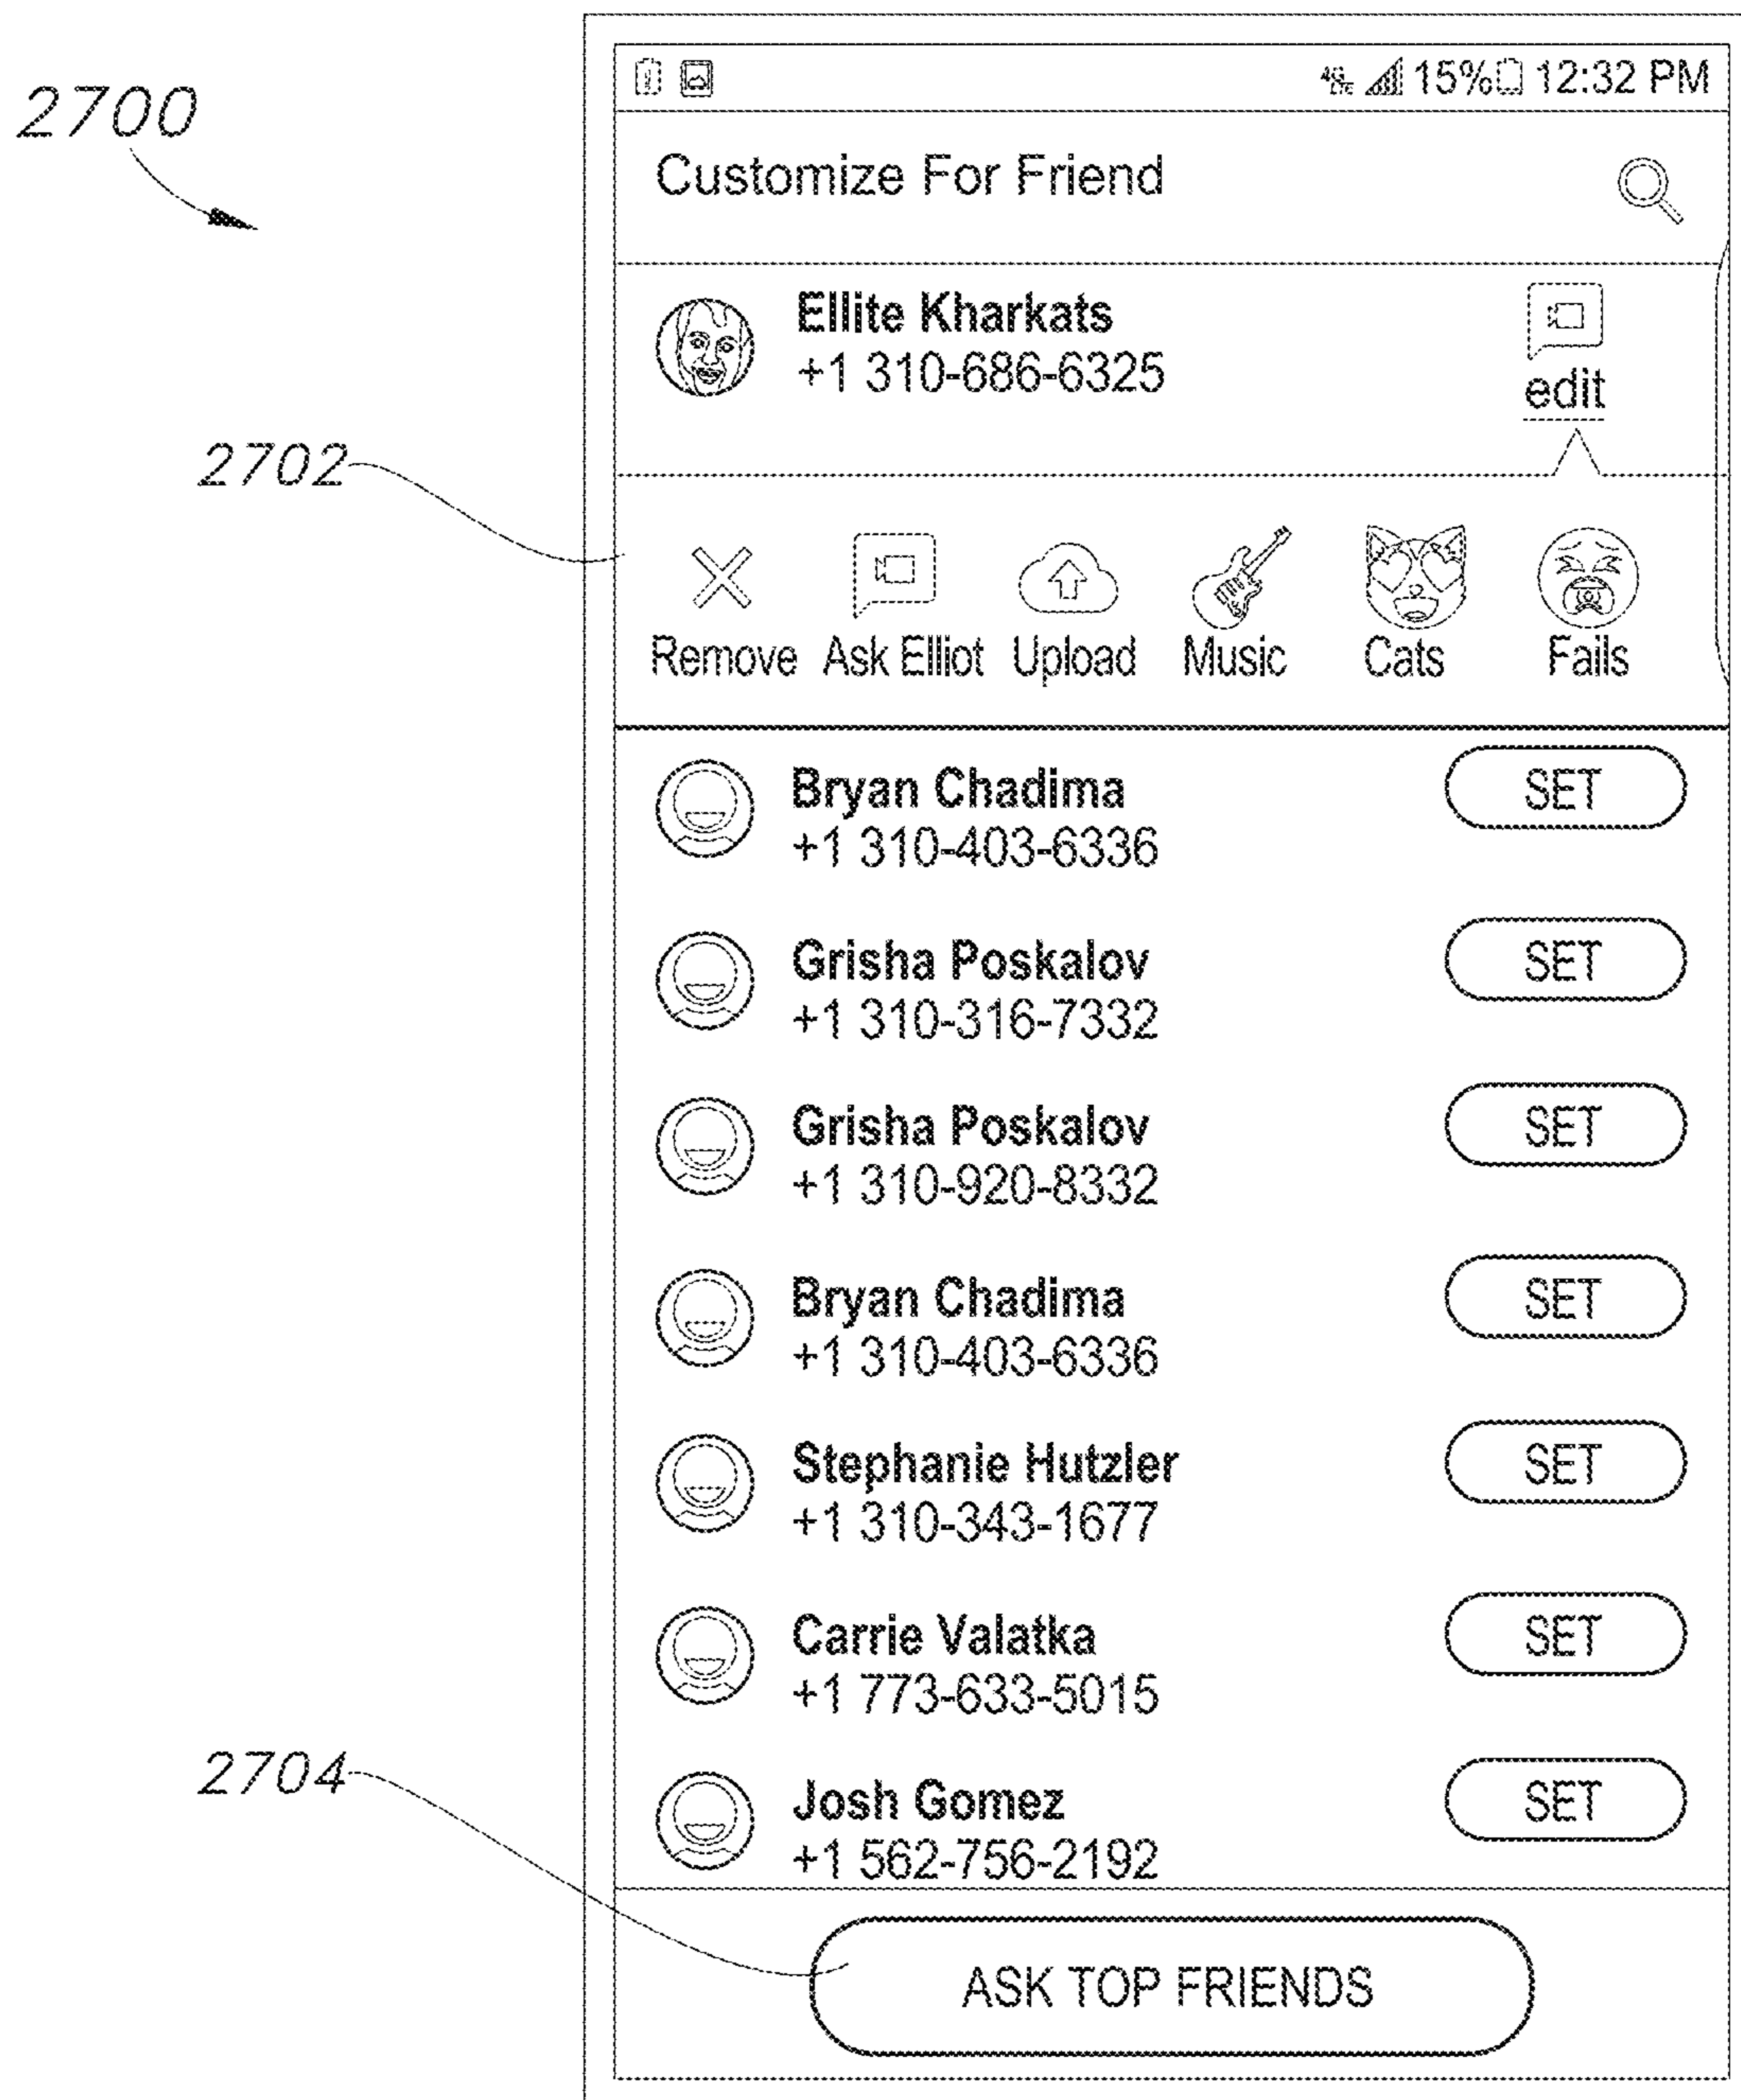 2700
4G LTE 15% 12:32 PM
Customize For Friend
Ellite Kharkats
+1 310-686-6325
edit
2702
Remove Ask Elliot Upload Music Cats Fails
Bryan Chadima
+1 310-403-6336
SET
Grisha Poskalov
+1 310-316-7332
SET
Grisha Poskalov
+1 310-920-8332
SET
Bryan Chadima
+1 310-403-6336
SET
Stephanie Hutzler
+1 310-343-1677
SET
Carrie Valatka
+1 773-633-5015
SET
2704
Josh Gomez
+1 562-756-2192
SET
ASK TOP FRIENDS